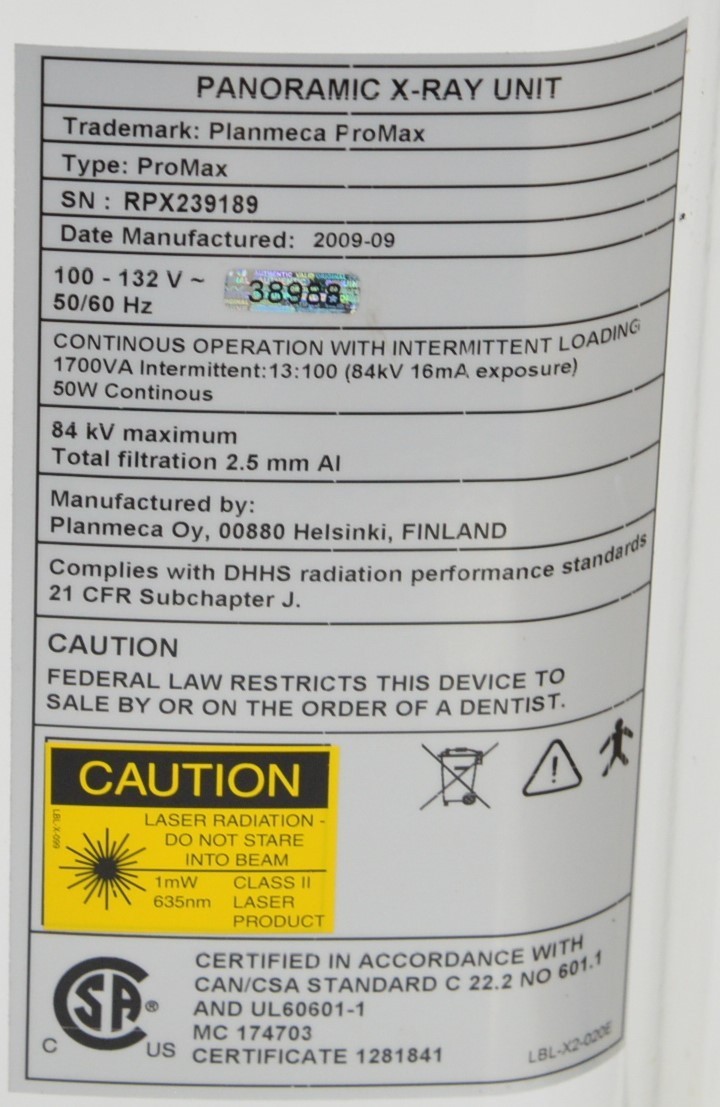 PANORAMIC X-RAY UNIT
Trademark: Planmeca ProMax
Type: ProMax
SN : RPX239189
Date Manufactured: 2009-09
100 - 132 V ~
50/60 Hz
38988
CONTINOUS OPERATION WITH INTERMITTENT LOADING
1700VA Intermittent:13:100 (84kV 16mA exposure)
50W Continous
84 kV maximum
Total filtration 2.5 mm Al
Manufactured by:
Planmeca Oy, 00880 Helsinki, FINLAND
Complies with DHHS radiation performance standards
21 CFR Subchapter J.
CAUTION
FEDERAL LAW RESTRICTS THIS DEVICE TO
SALE BY OR ON THE ORDER OF A DENTIST.
CAUTION
LBL-X-099
LASER RADIATION -
DO NOT STARE
INTO BEAM
1mW CLASS II
635nm LASER
PRODUCT
SA®
C US
CERTIFIED IN ACCORDANCE WITH
CAN/CSA STANDARD C 22.2 NO 601.1
AND UL60601-1
MC 174703
CERTIFICATE 1281841
LBL-X2-020E